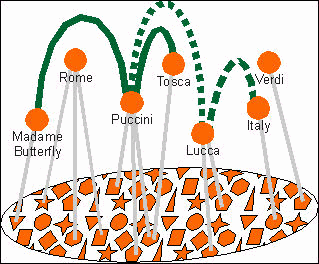 Rome
Tosca
Verdi
Puccini
Italy
Madame
Butterfly
Lucca